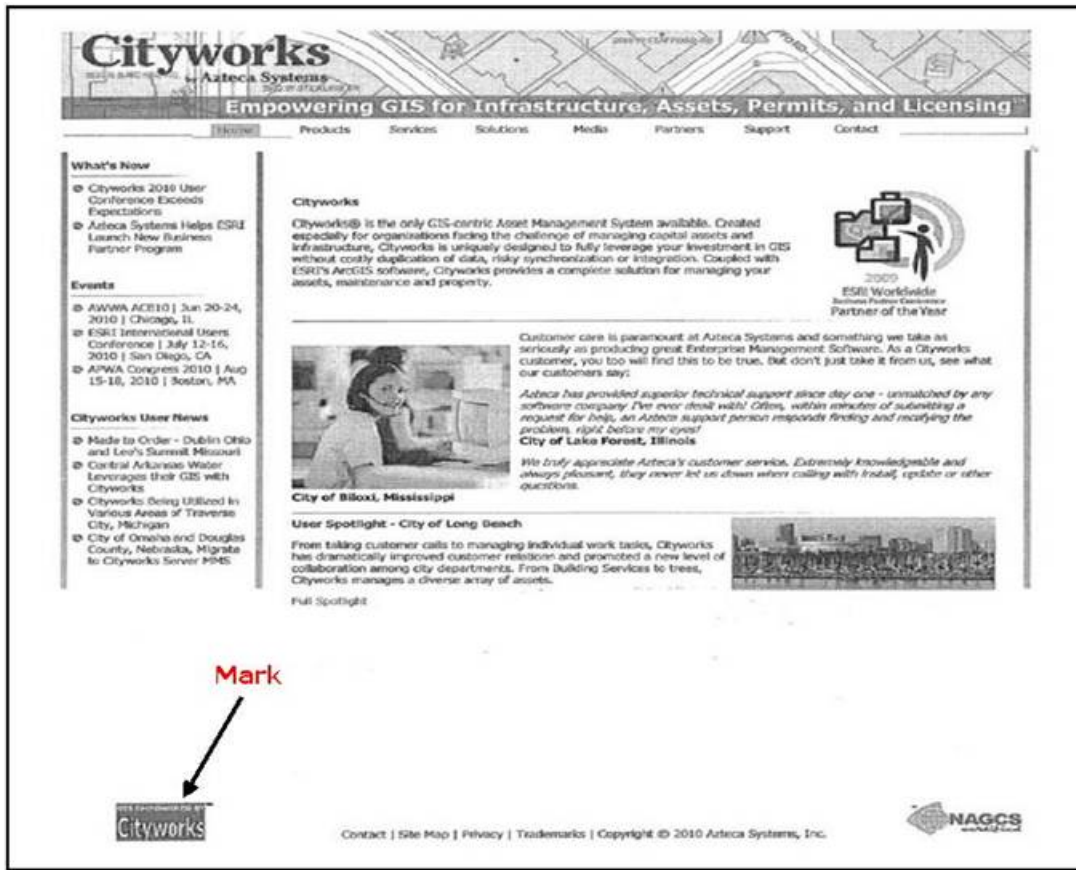 Cityworks
by Azteca Systems
Empowering GIS for Infrastructure, Assets, Permits, and Licensing
Home Products Services Solutions Media Partners Support Contact
What's New
Cityworks 2010 User
Conference Exceeds
Expectations
Azteca Systems Helps ESRI
Launch New Business
Partner Program
Events
AWWA ACE10 | Jun 20-24,
2010 | Chicago, IL
ESRI International Users
Conference | July 12-16,
2010 | San Diego, CA
APWA Congress 2010 | Aug
15-18, 2010 | Boston, MA
Cityworks User News
Made to Order - Dublin Ohio
and Lee's Summit Missouri
Central Arkansas Water
Leverages their GIS with
Cityworks
Cityworks Being Utilized in
Various Areas of Traverse
City, Michigan
City of Omaha and Douglas
County, Nebraska, Migrate
to Cityworks Server MMS
Cityworks
Cityworks® is the only GIS-centric Asset Management System available. Created
especially for organizations facing the challenge of managing capital assets and
infrastructure, Cityworks is uniquely designed to fully leverage your investment in GIS
without costly duplication of data, risky synchronization or integration. Coupled with
ESRI's ArcGIS software, Cityworks provides a complete solution for managing your
assets, maintenance and property.
2009
ESRI Worldwide
Business Partner Conference
Partner of the Year
Customer care is paramount at Azteca Systems and something we take as
seriously as producing great Enterprise Management Software. As a Cityworks
customer, you too will find this to be true. But don't just take it from us, see what
our customers say:
Azteca has provided superior technical support since day one - unmatched by any
software company I've ever dealt with! Often, within minutes of submitting a
request for help, an Azteca support person responds finding and rectifying the
problem, right before my eyes!
City of Lake Forest, Illinois
We truly appreciate Azteca's customer service. Extremely knowledgeable and
always pleasant, they never let us down when calling with install, update or other
questions.
City of Biloxi, Mississippi
User Spotlight - City of Long Beach
From taking customer calls to managing individual work tasks, Cityworks
has dramatically improved customer relations and promoted a new level of
collaboration among city departments. From Building Services to trees,
Cityworks manages a diverse array of assets.
Full Spotlight
Mark
Cityworks
Contact | Site Map | Privacy | Trademarks | Copyright © 2010 Azteca Systems, Inc.
NAGCS
certified